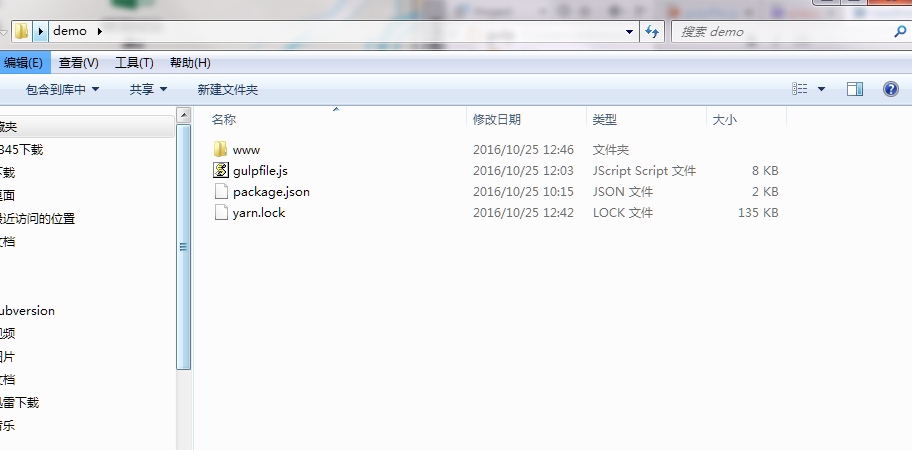 demo
搜索 demo
编辑(E) 查看(V) 工具(T) 帮助(H)
包含到库中 共享 新建文件夹
名称 修改日期 类型 大小
藏夹
345下载
下载
桌面
最近访问的位置
文档
ubversion
视频
图片
文档
迅雷下载
音乐
www 2016/10/25 12:46 文件夹
gulpfile.js 2016/10/25 12:03 JScript Script 文件 8 KB
package.json 2016/10/25 10:15 JSON 文件 2 KB
yarn.lock 2016/10/25 12:42 LOCK 文件 135 KB